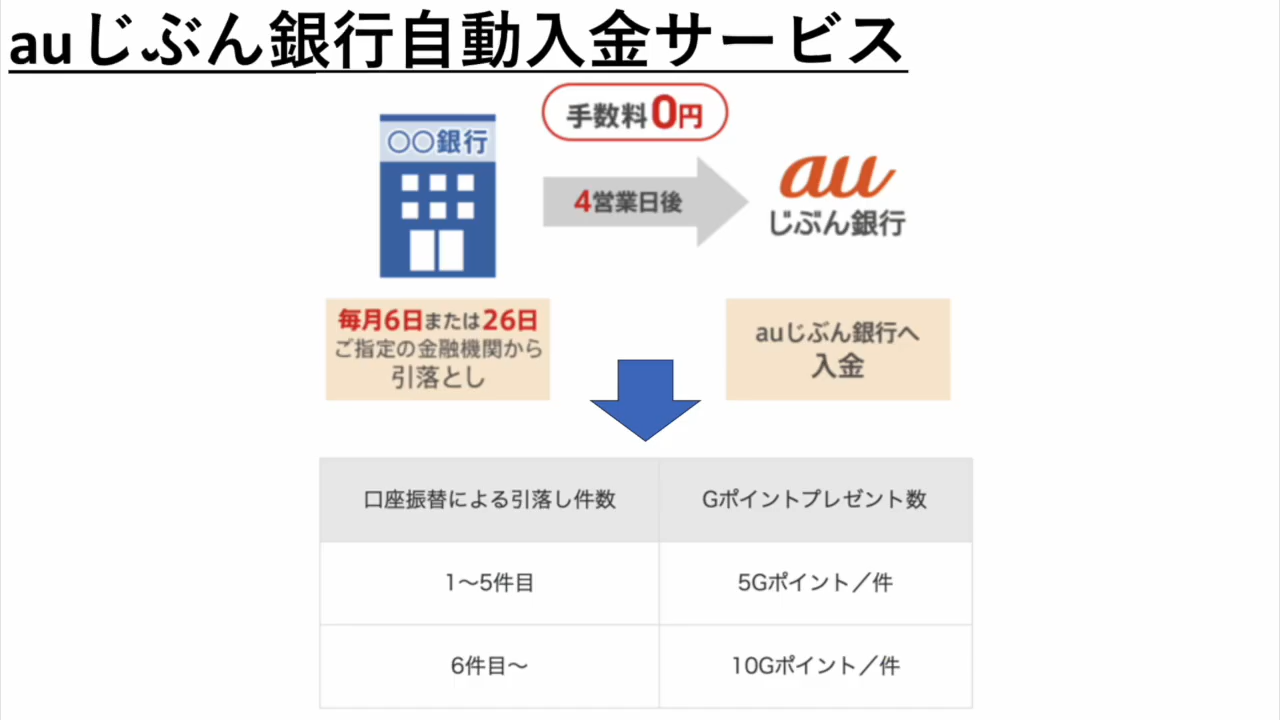 auじぶん銀行自動入金サービス
手数料0円
〇〇銀行
4営業日後
au
じぶん銀行
毎月6日または26日
ご指定の金融機関から
引落とし
auじぶん銀行へ
入金
口座振替による引落し件数
Gポイントプレゼント数
1〜5件目
5Gポイント／件
6件目〜
10Gポイント／件